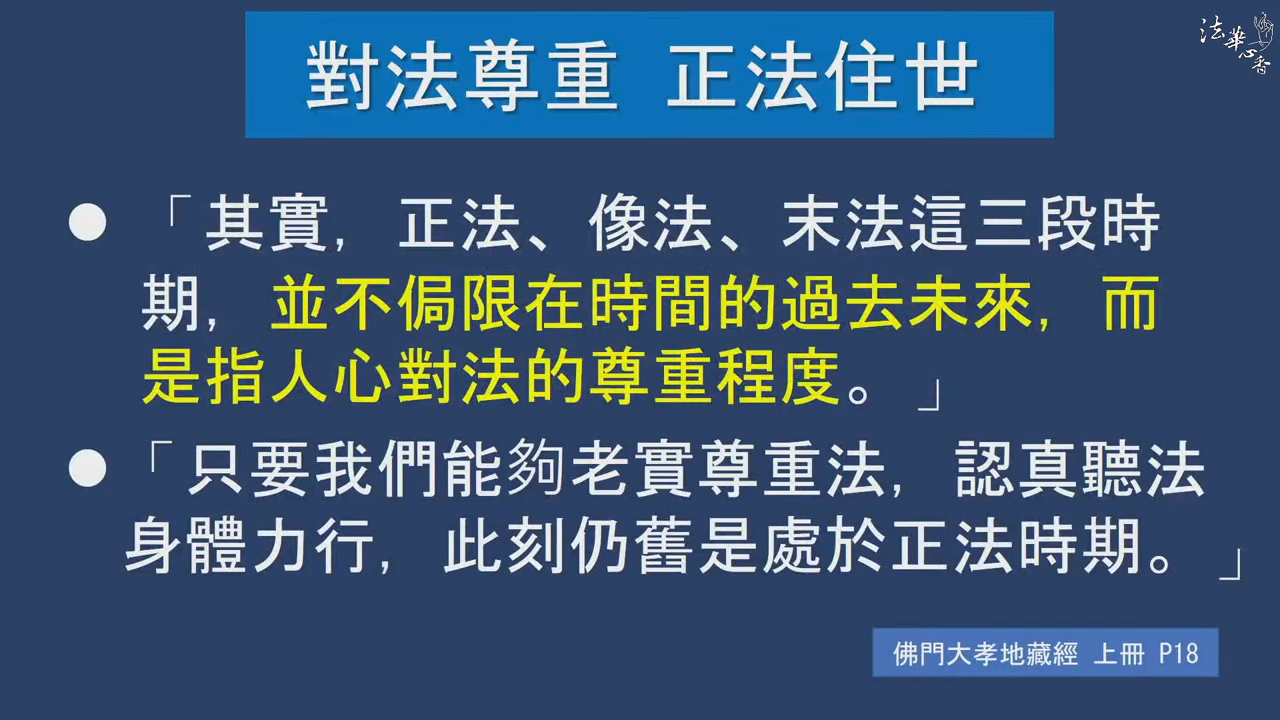 法華心香
對法尊重 正法住世
● 「其實，正法、像法、末法這三段時
期，並不侷限在時間的過去未來，而
是指人心對法的尊重程度。」
● 「只要我們能夠老實尊重法，認真聽法
身體力行，此刻仍舊是處於正法時期。」
佛門大孝地藏經 上冊 P18